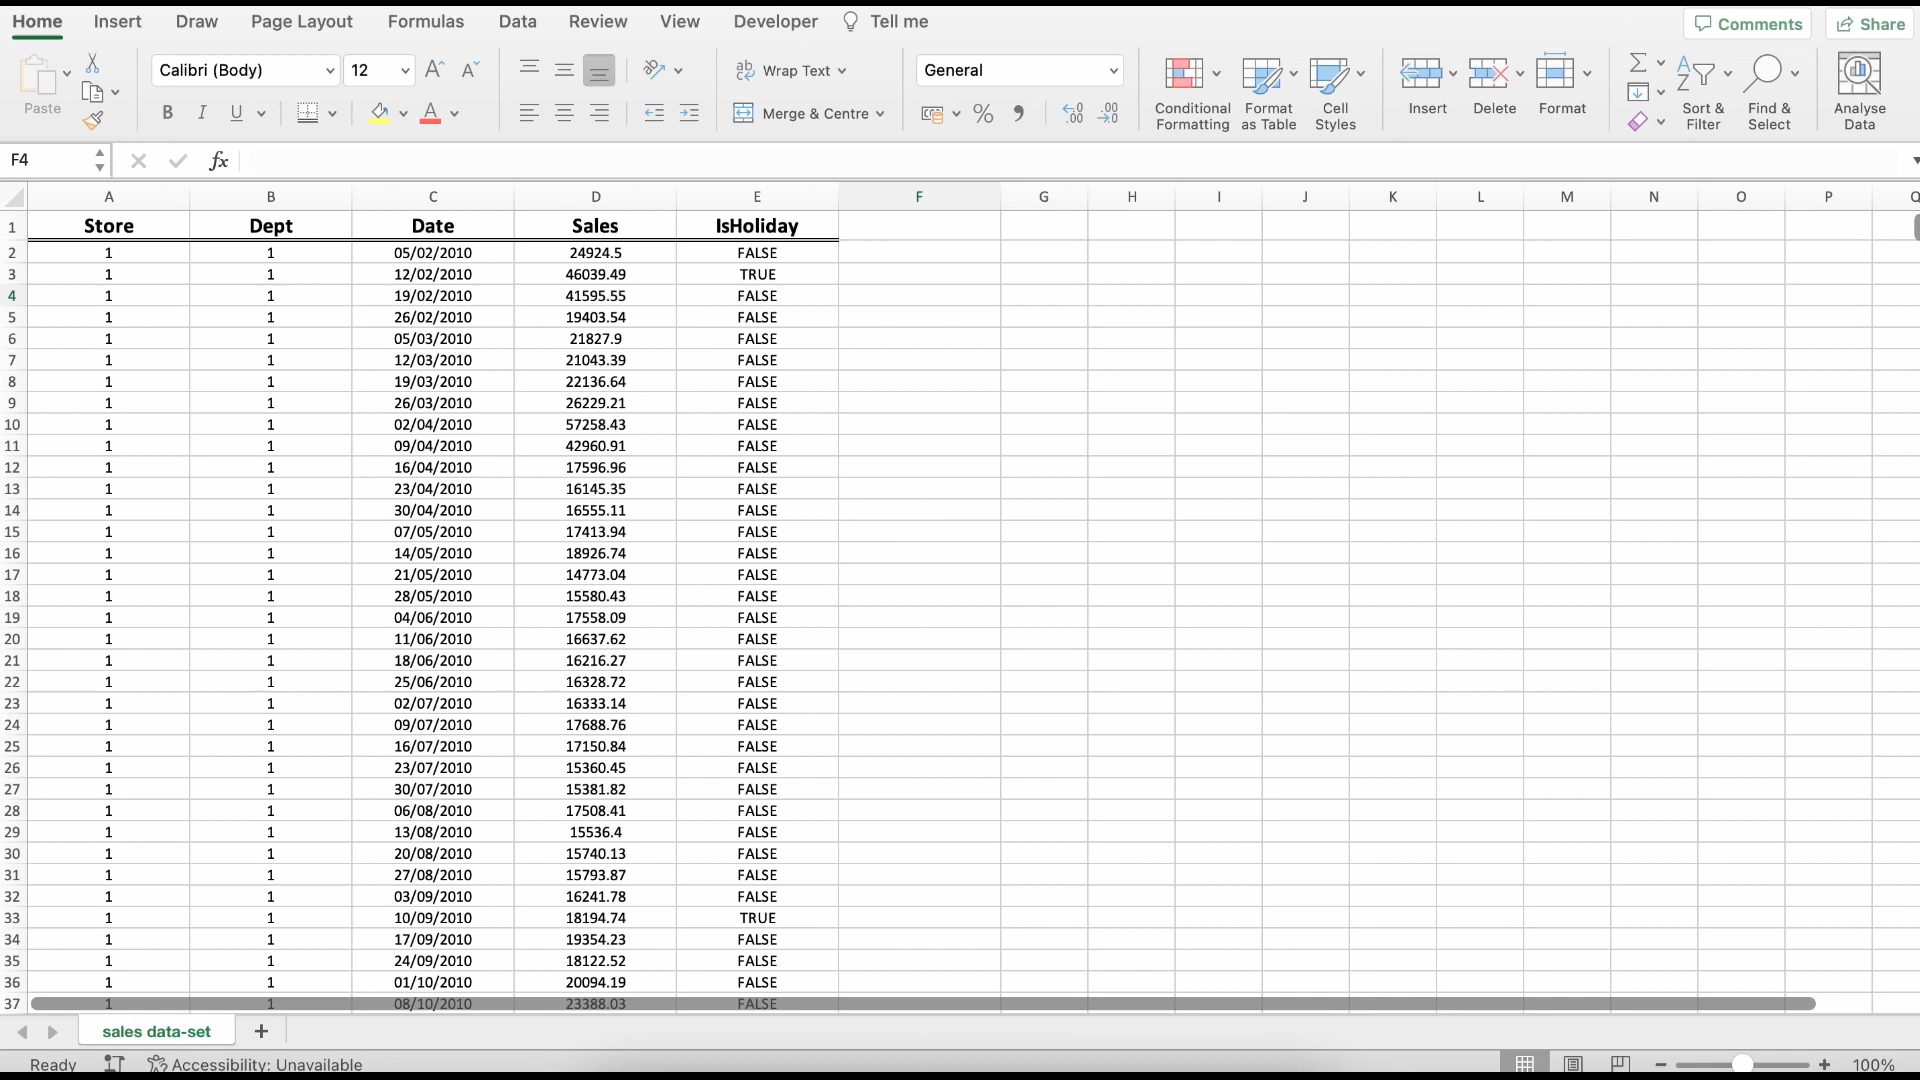 Home Insert Draw Page Layout Formulas Data Review View Developer Tell me Comments Share
Calibri (Body) 12 ab Wrap Text General
Paste B I U A Merge & Centre % Conditional Formatting Format as Table Cell Styles Insert Delete Format Sort & Filter Find & Select Analyse Data
F4 fx
A B C D E F G H I J K L M N O P Q
1 Store Dept Date Sales IsHoliday
2 1 1 05/02/2010 24924.5 FALSE
3 1 1 12/02/2010 46039.49 TRUE
4 1 1 19/02/2010 41595.55 FALSE
5 1 1 26/02/2010 19403.54 FALSE
6 1 1 05/03/2010 21827.9 FALSE
7 1 1 12/03/2010 21043.39 FALSE
8 1 1 19/03/2010 22136.64 FALSE
9 1 1 26/03/2010 26229.21 FALSE
10 1 1 02/04/2010 57258.43 FALSE
11 1 1 09/04/2010 42960.91 FALSE
12 1 1 16/04/2010 17596.96 FALSE
13 1 1 23/04/2010 16145.35 FALSE
14 1 1 30/04/2010 16555.11 FALSE
15 1 1 07/05/2010 17413.94 FALSE
16 1 1 14/05/2010 18926.74 FALSE
17 1 1 21/05/2010 14773.04 FALSE
18 1 1 28/05/2010 15580.43 FALSE
19 1 1 04/06/2010 17558.09 FALSE
20 1 1 11/06/2010 16637.62 FALSE
21 1 1 18/06/2010 16216.27 FALSE
22 1 1 25/06/2010 16328.72 FALSE
23 1 1 02/07/2010 16333.14 FALSE
24 1 1 09/07/2010 17688.76 FALSE
25 1 1 16/07/2010 17150.84 FALSE
26 1 1 23/07/2010 15360.45 FALSE
27 1 1 30/07/2010 15381.82 FALSE
28 1 1 06/08/2010 17508.41 FALSE
29 1 1 13/08/2010 15536.4 FALSE
30 1 1 20/08/2010 15740.13 FALSE
31 1 1 27/08/2010 15793.87 FALSE
32 1 1 03/09/2010 16241.78 FALSE
33 1 1 10/09/2010 18194.74 TRUE
34 1 1 17/09/2010 19354.23 FALSE
35 1 1 24/09/2010 18122.52 FALSE
36 1 1 01/10/2010 20094.19 FALSE
37 1 1 08/10/2010 23388.03 FALSE
sales data-set +
Ready Accessibility: Unavailable 100%